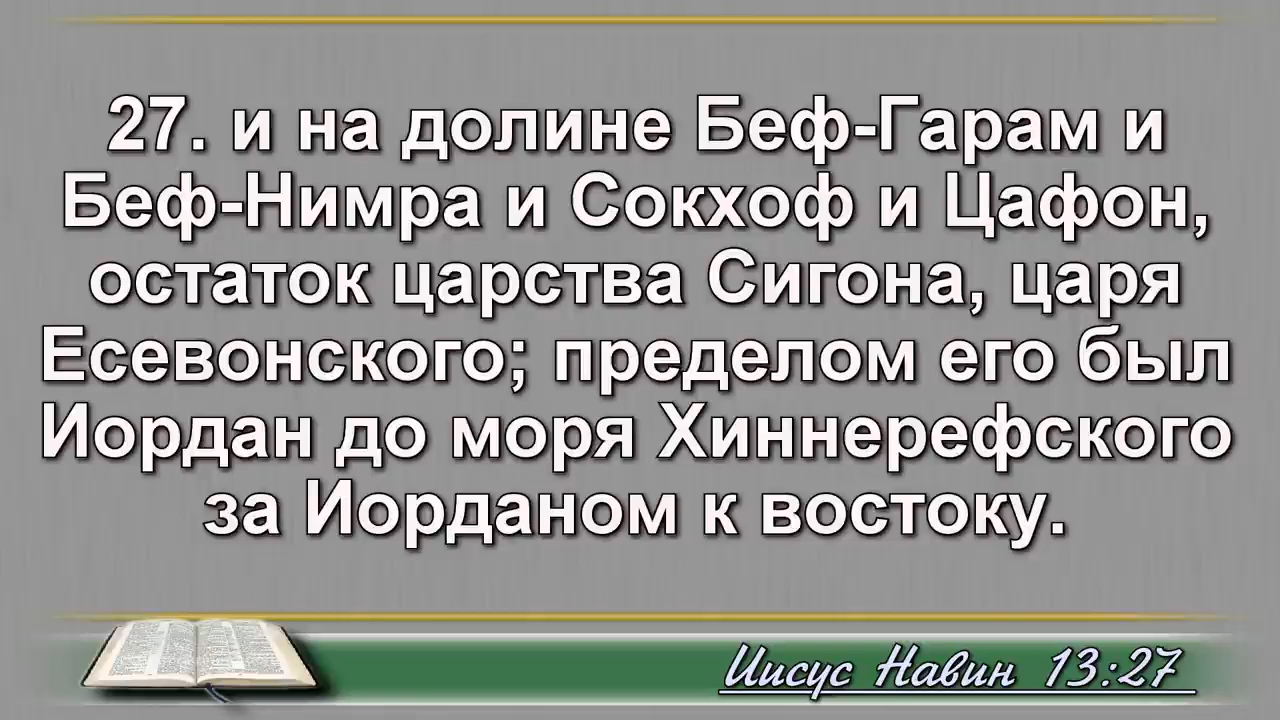 27. и на долине Беф-Гарам и
Беф-Нимра и Сокхоф и Цафон,
остаток царства Сигона, царя
Есевонского; пределом его был
Иордан до моря Хиннерефского
за Иорданом к востоку.
Иисус Навин 13:27